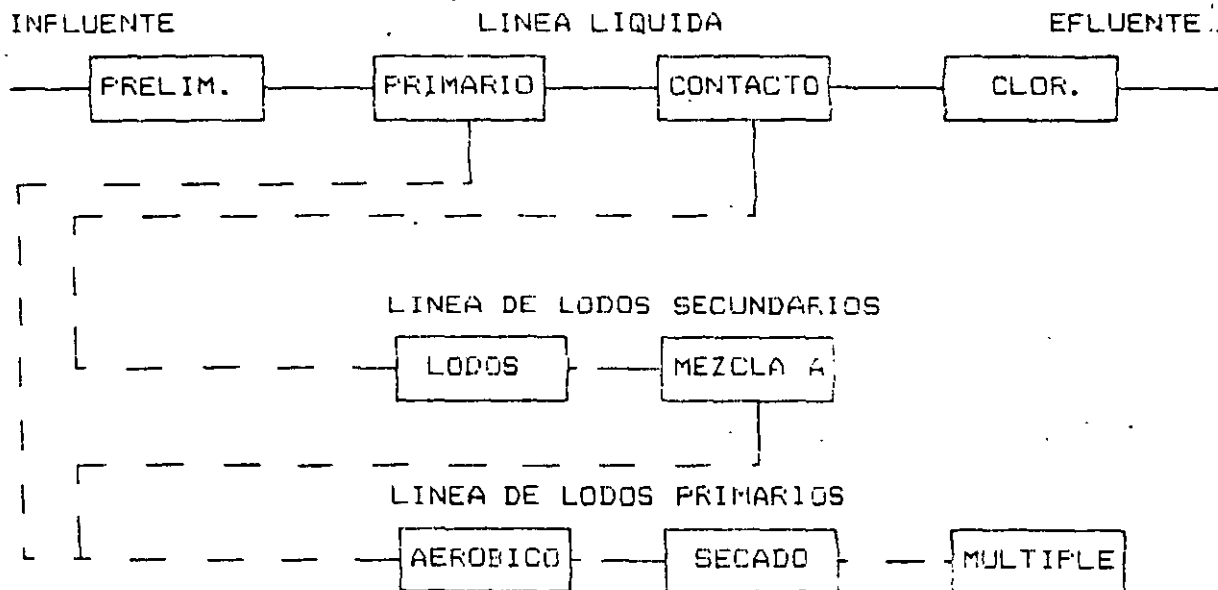 INFLUENTE LINEA LIQUIDA EFLUENTE
PRELIM. PRIMARIO CONTACTO CLOR.
LINEA DE LODOS SECUNDARIOS
LODOS MEZCLA A
LINEA DE LODOS PRIMARIOS
AEROBICO SECADO MULTIPLE